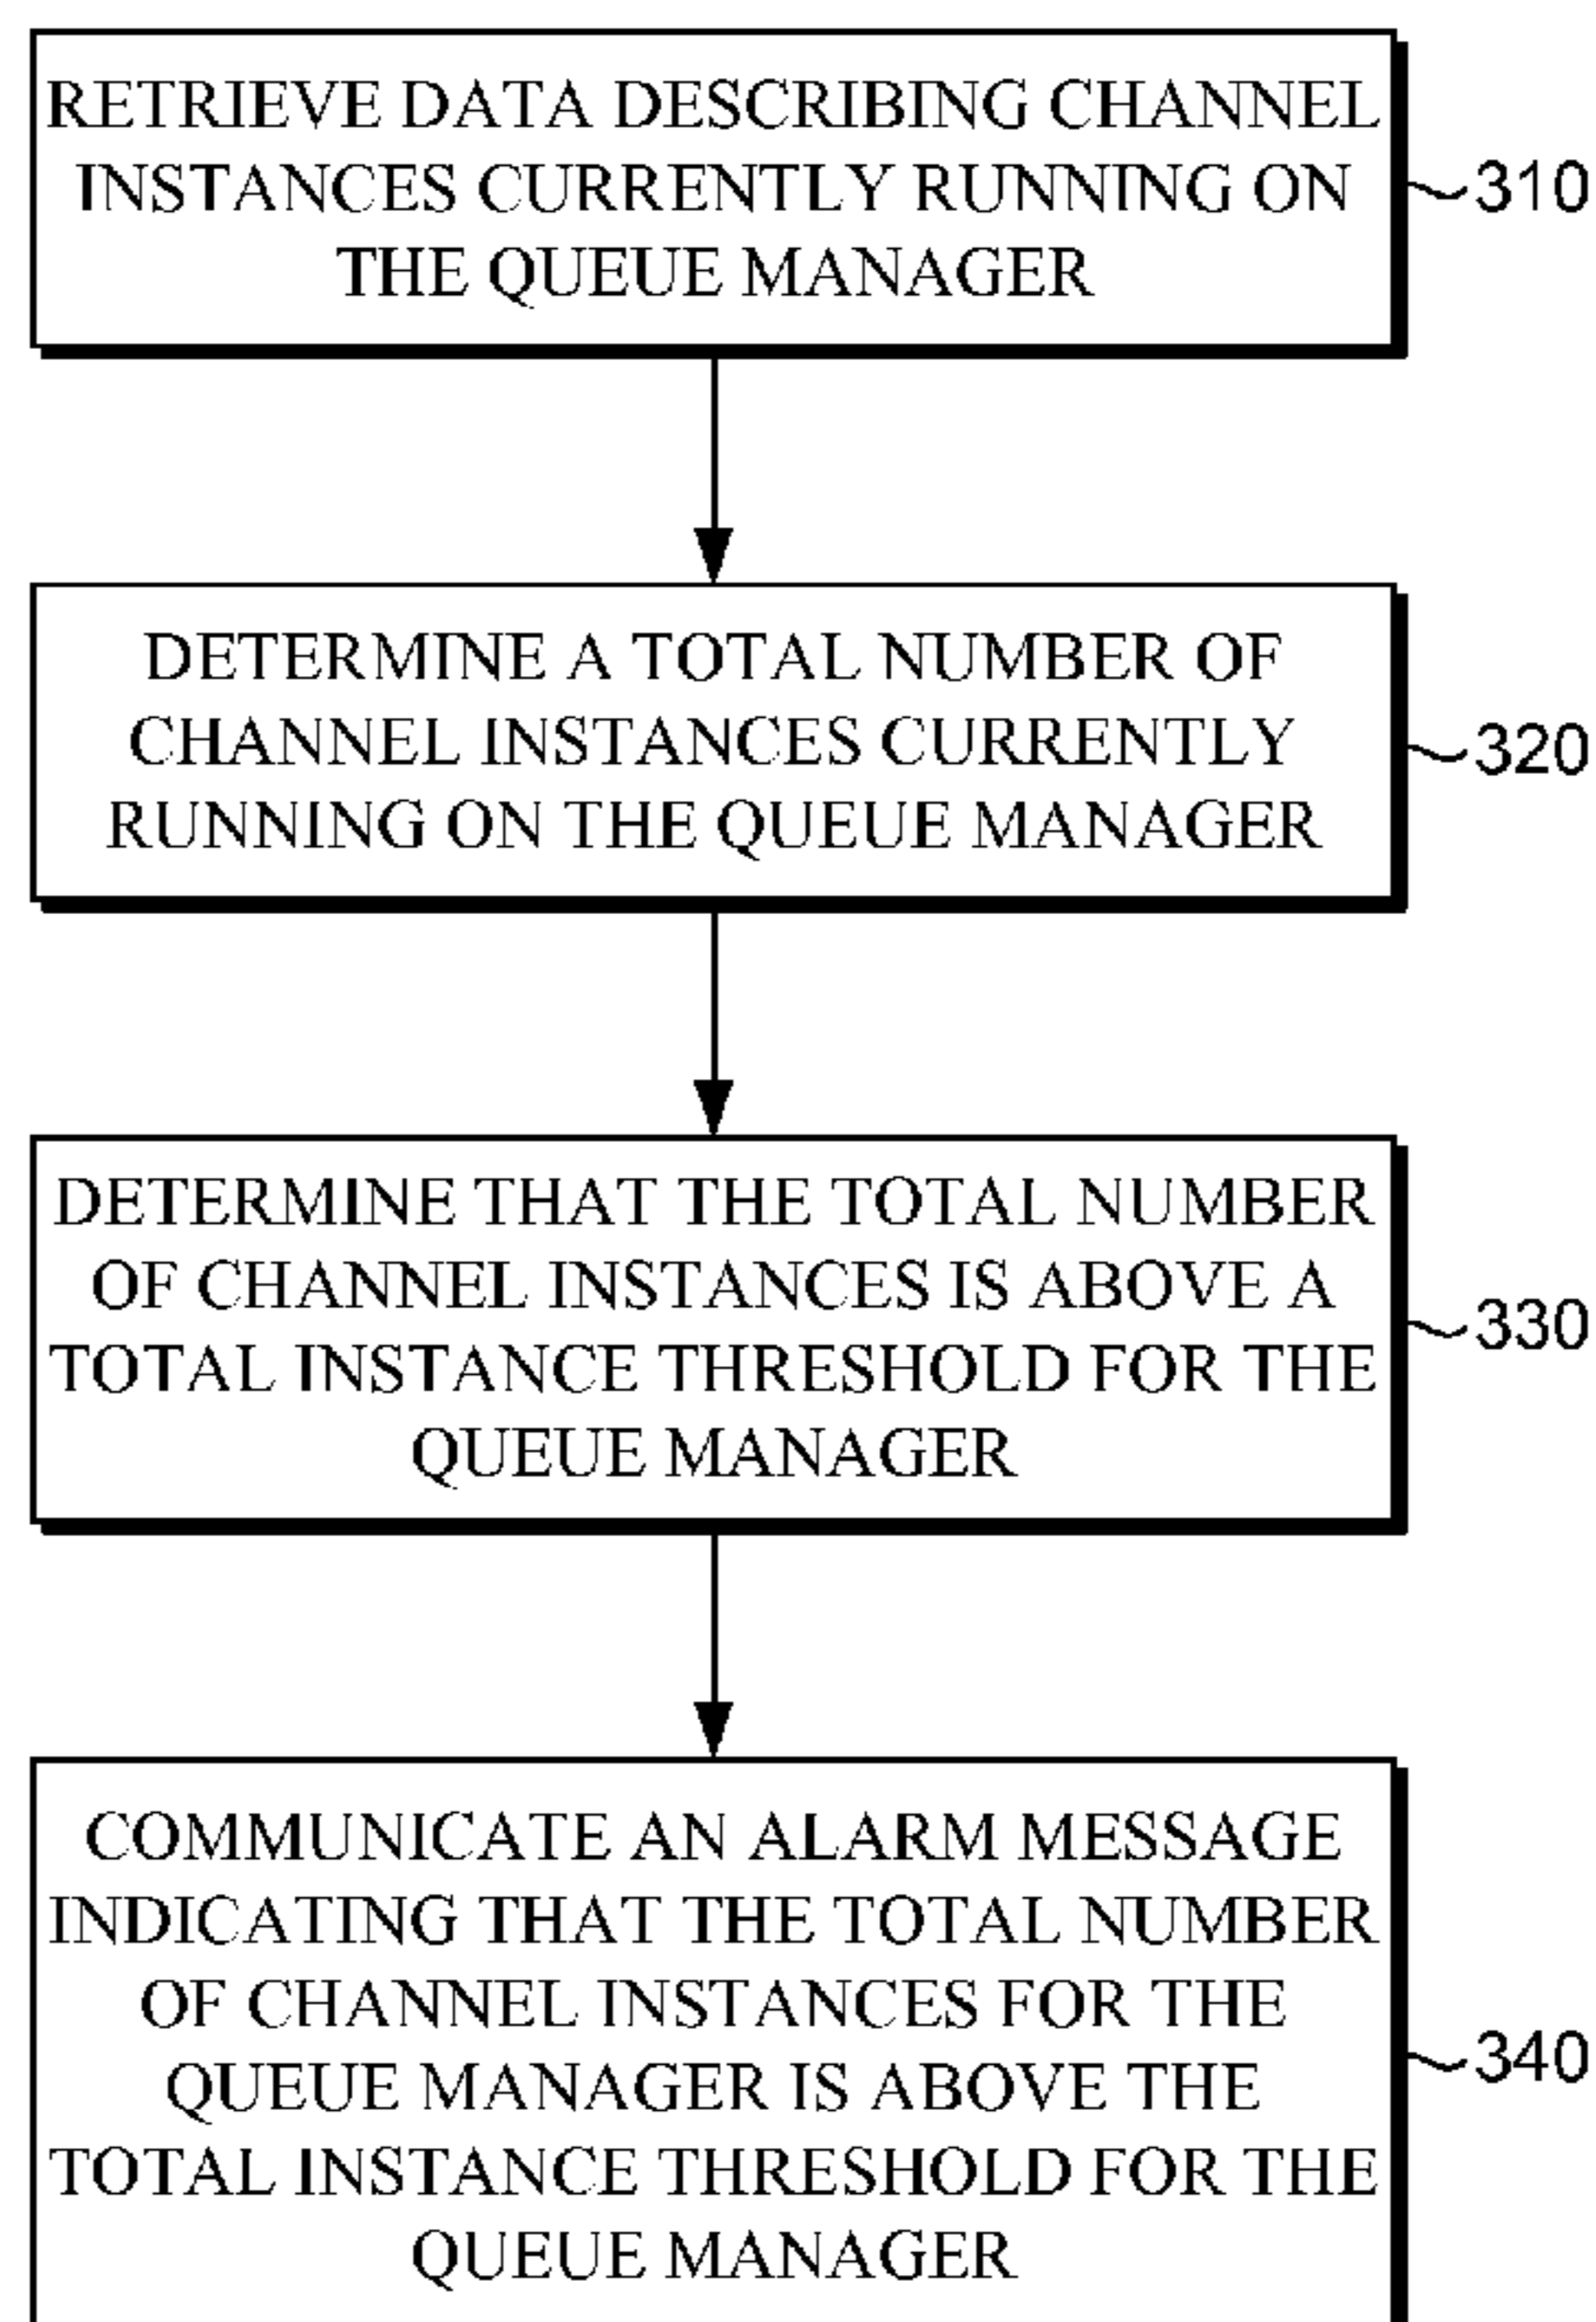 RETRIEVE DATA DESCRIBING CHANNEL
INSTANCES CURRENTLY RUNNING ON
THE QUEUE MANAGER
310
DETERMINE A TOTAL NUMBER OF
CHANNEL INSTANCES CURRENTLY
RUNNING ON THE QUEUE MANAGER
320
DETERMINE THAT THE TOTAL NUMBER
OF CHANNEL INSTANCES IS ABOVE A
TOTAL INSTANCE THRESHOLD FOR THE
QUEUE MANAGER
330
COMMUNICATE AN ALARM MESSAGE
INDICATING THAT THE TOTAL NUMBER
OF CHANNEL INSTANCES FOR THE
QUEUE MANAGER IS ABOVE THE
TOTAL INSTANCE THRESHOLD FOR THE
QUEUE MANAGER
340